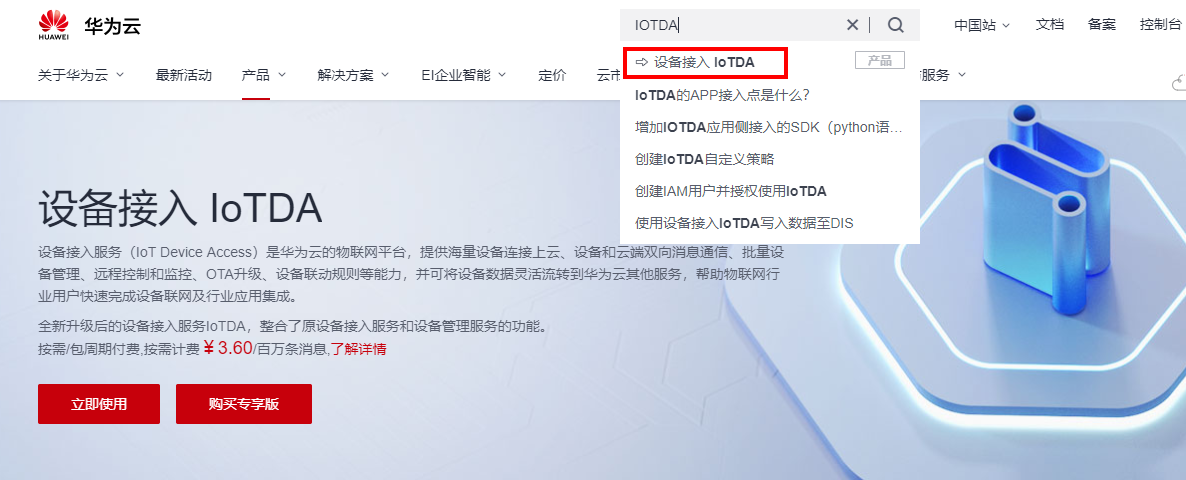 HUAWEI 华为云 IOTDA 中国站 文档 备案 控制台
关于华为云 最新活动 产品 解决方案 EI企业智能 定价 云市 服务
设备接入 IoTDA 产品
IoTDA的APP接入点是什么？
增加IOTDA应用侧接入的SDK（python语…
创建IoTDA自定义策略
创建IAM用户并授权使用IoTDA
使用设备接入IoTDA写入数据至DIS
设备接入 IoTDA
设备接入服务（IoT Device Access）是华为云的物联网平台，提供海量设备连接上云、设备和云端双向消息通信、批量设
备管理、远程控制和监控、OTA升级、设备联动规则等能力，并可将设备数据灵活流转到华为云其他服务，帮助物联网行
业用户快速完成设备联网及行业应用集成。
全新升级后的设备接入服务IoTDA，整合了原设备接入服务和设备管理服务的功能。
按需/包周期付费,按需计费 ¥ 3.60/百万条消息,了解详情
立即使用 购买专享版